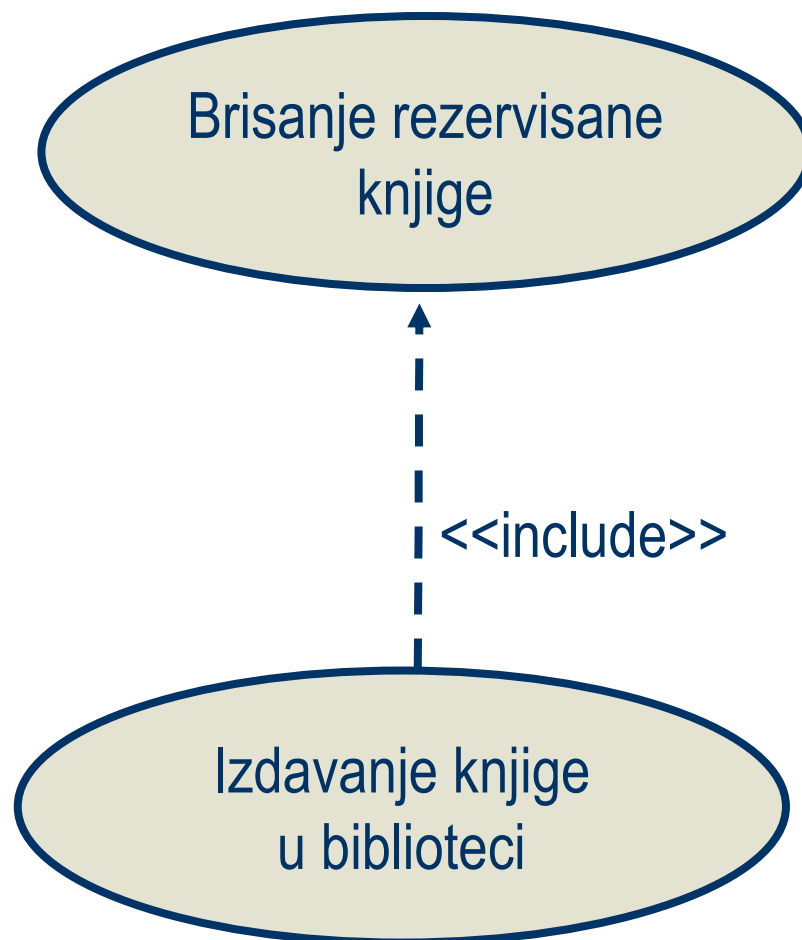 Brisanje rezervisane
knjige
<<include>>
Izdavanje knjige
u biblioteci